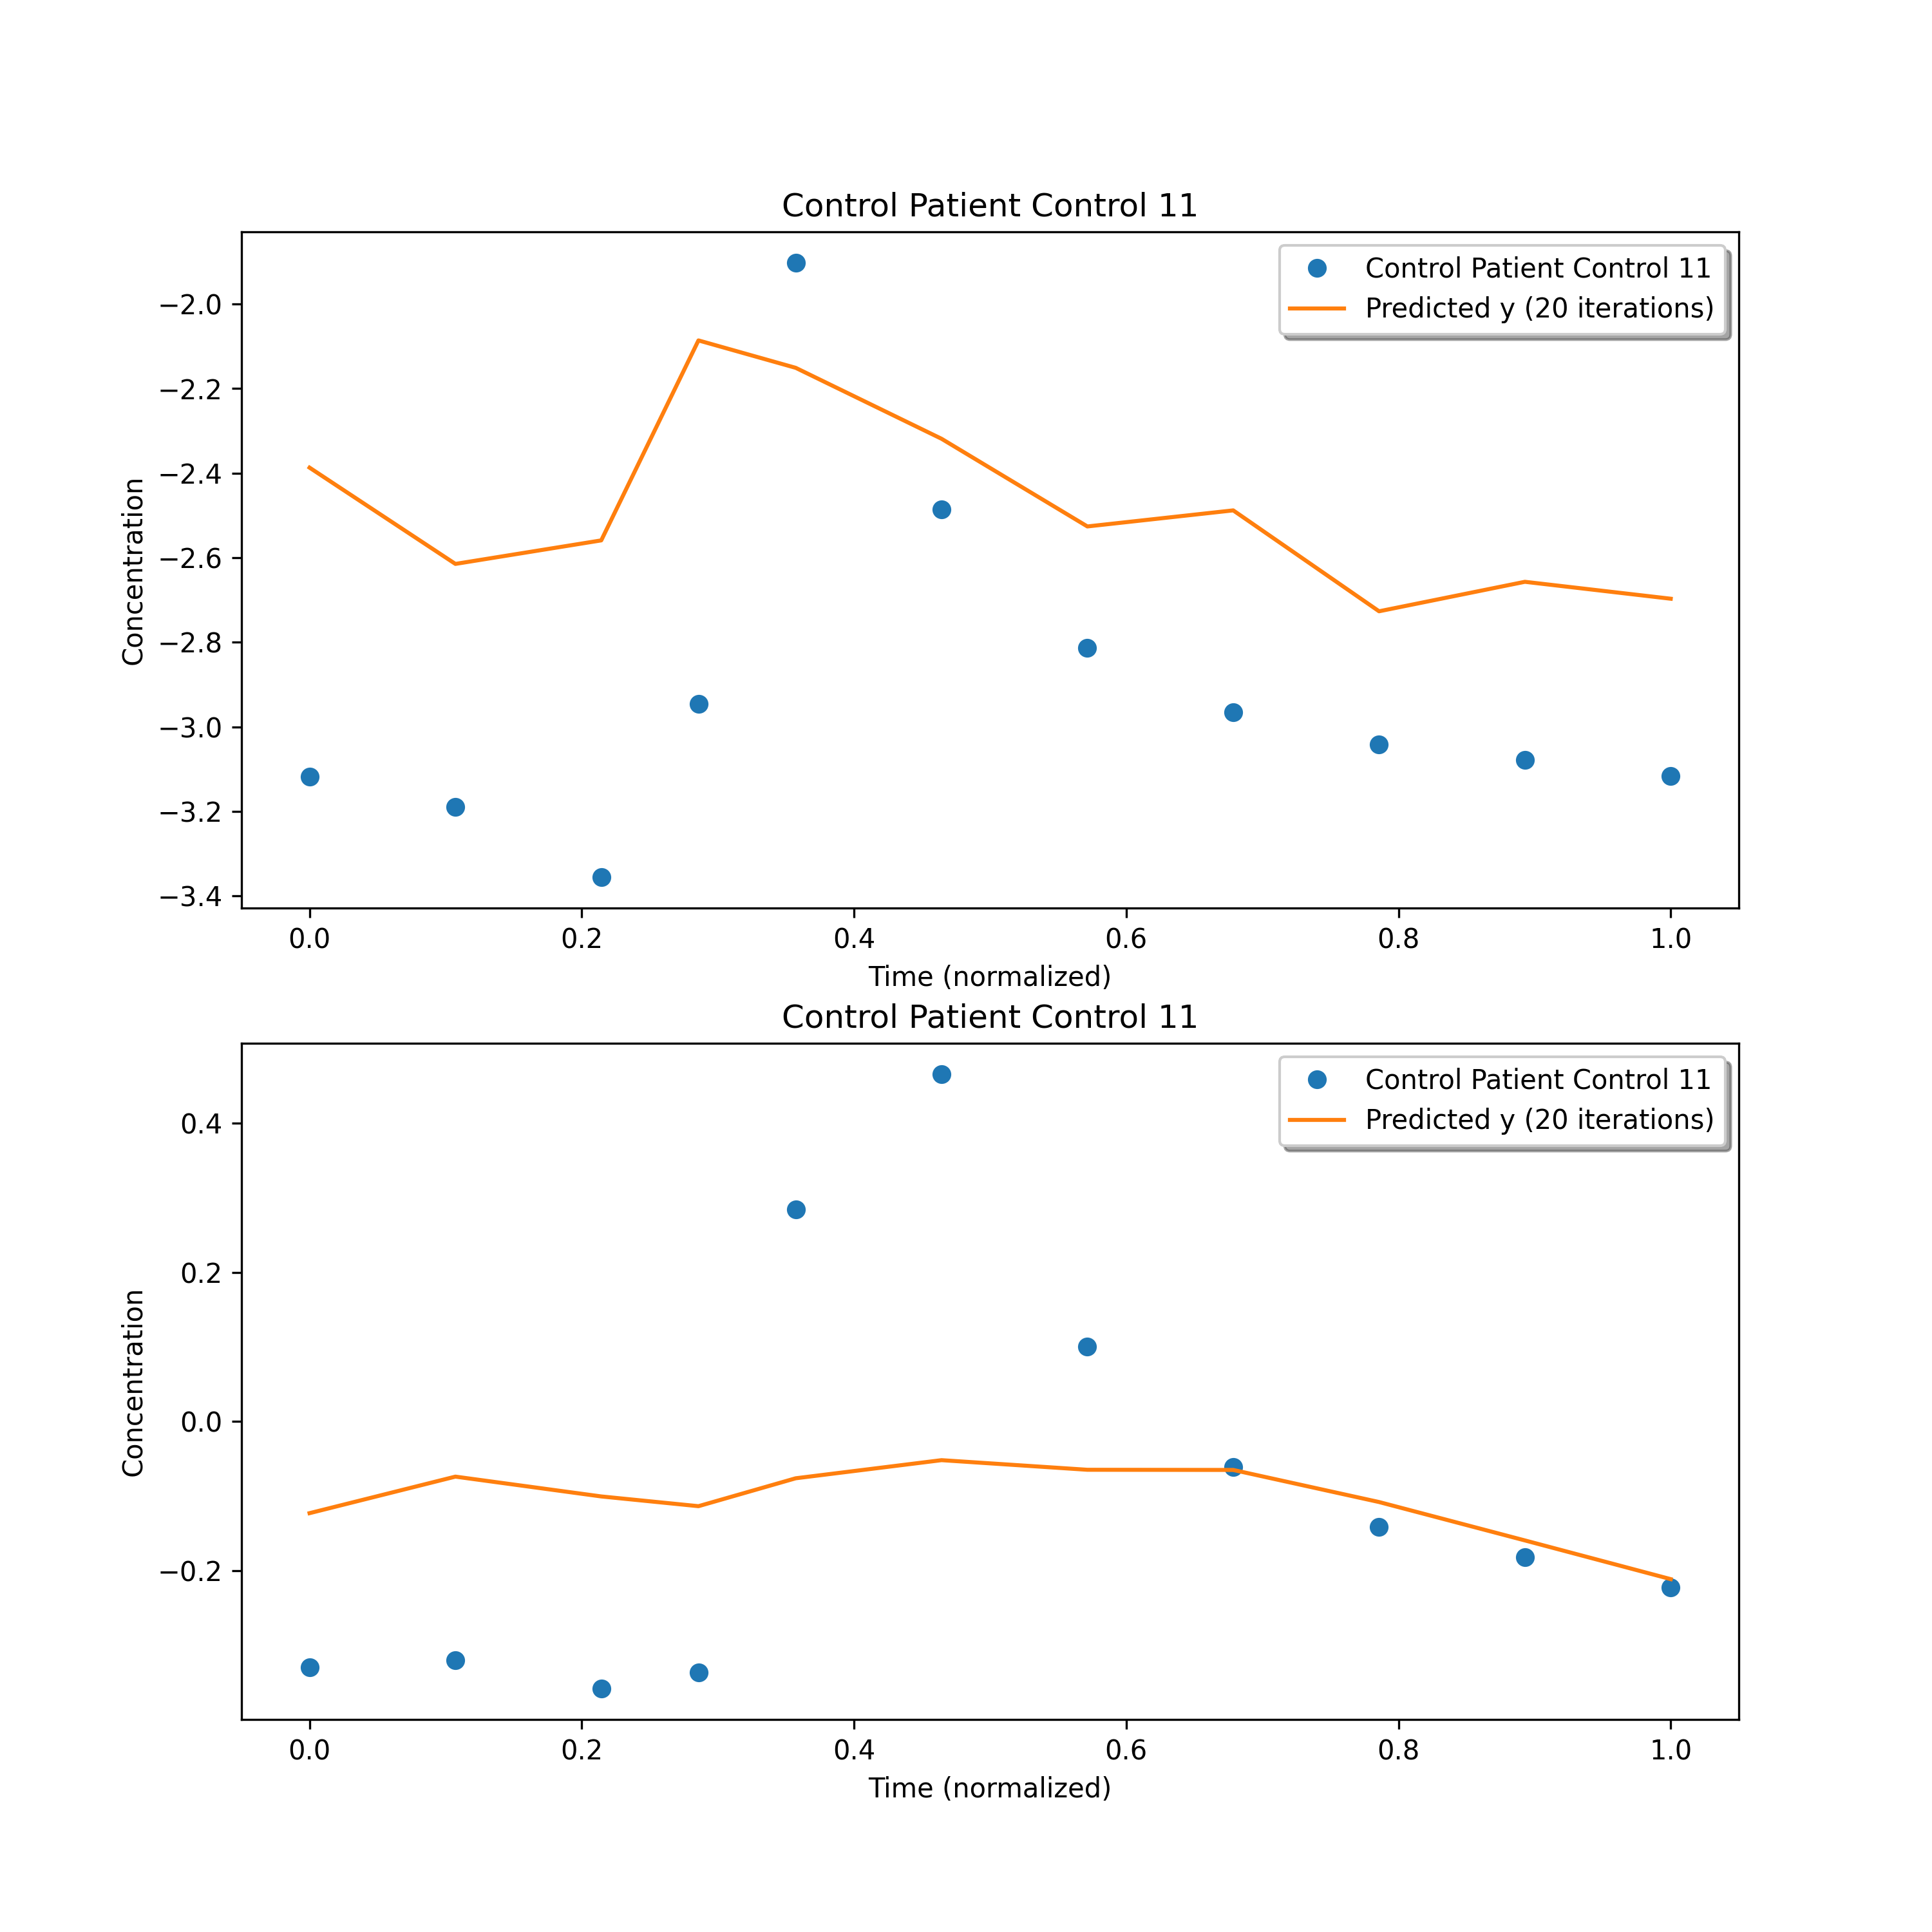 Control Patient Control 11
Control Patient Control 11
Predicted y (20 iterations)
−2.0
−2.2
−2.4
−2.6
−2.8
−3.0
−3.2
−3.4
Concentration
0.0 0.2 0.4 0.6 0.8 1.0
Time (normalized)
Control Patient Control 11
Control Patient Control 11
Predicted y (20 iterations)
0.4
0.2
0.0
−0.2
Concentration
0.0 0.2 0.4 0.6 0.8 1.0
Time (normalized)